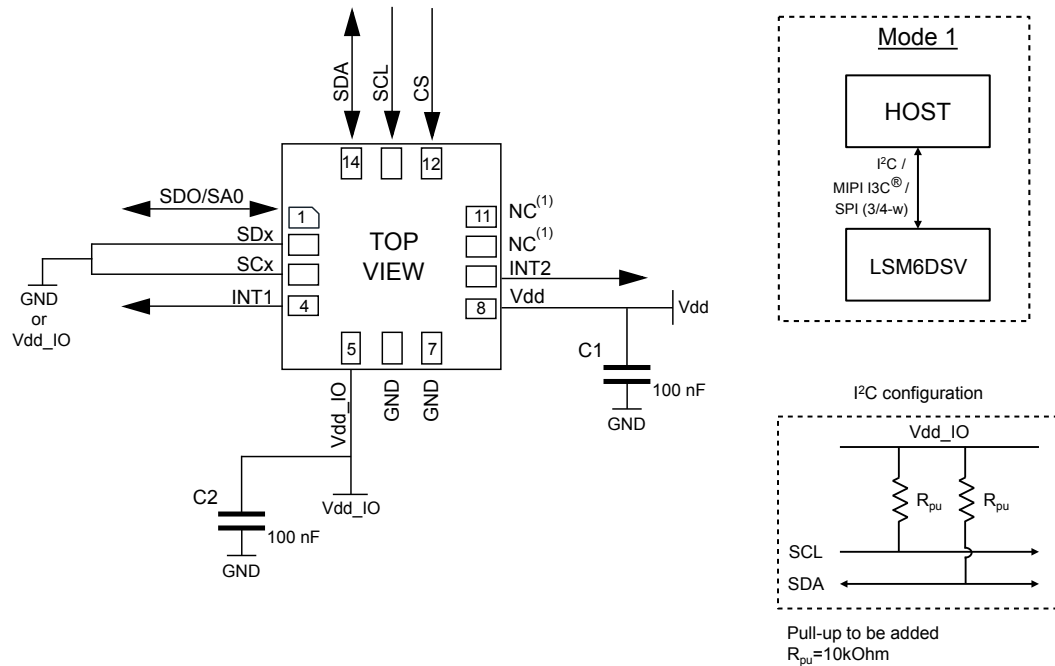 SDA
SCL
CS
14
12
SDO/SA0
1
SDx
SCx
GND
or
Vdd_IO
INT1
4
TOP
VIEW
11
NC(1)
NC(1)
INT2
Vdd
8
Vdd
5
7
Vdd_IO
GND
GND
C1
100 nF
GND
C2
100 nF
GND
Vdd_IO
Mode 1
HOST
I²C /
MIPI I3C® /
SPI (3/4-w)
LSM6DSV
I²C configuration
Vdd_IO
Rpu
Rpu
SCL
SDA
Pull-up to be added
Rpu=10kOhm